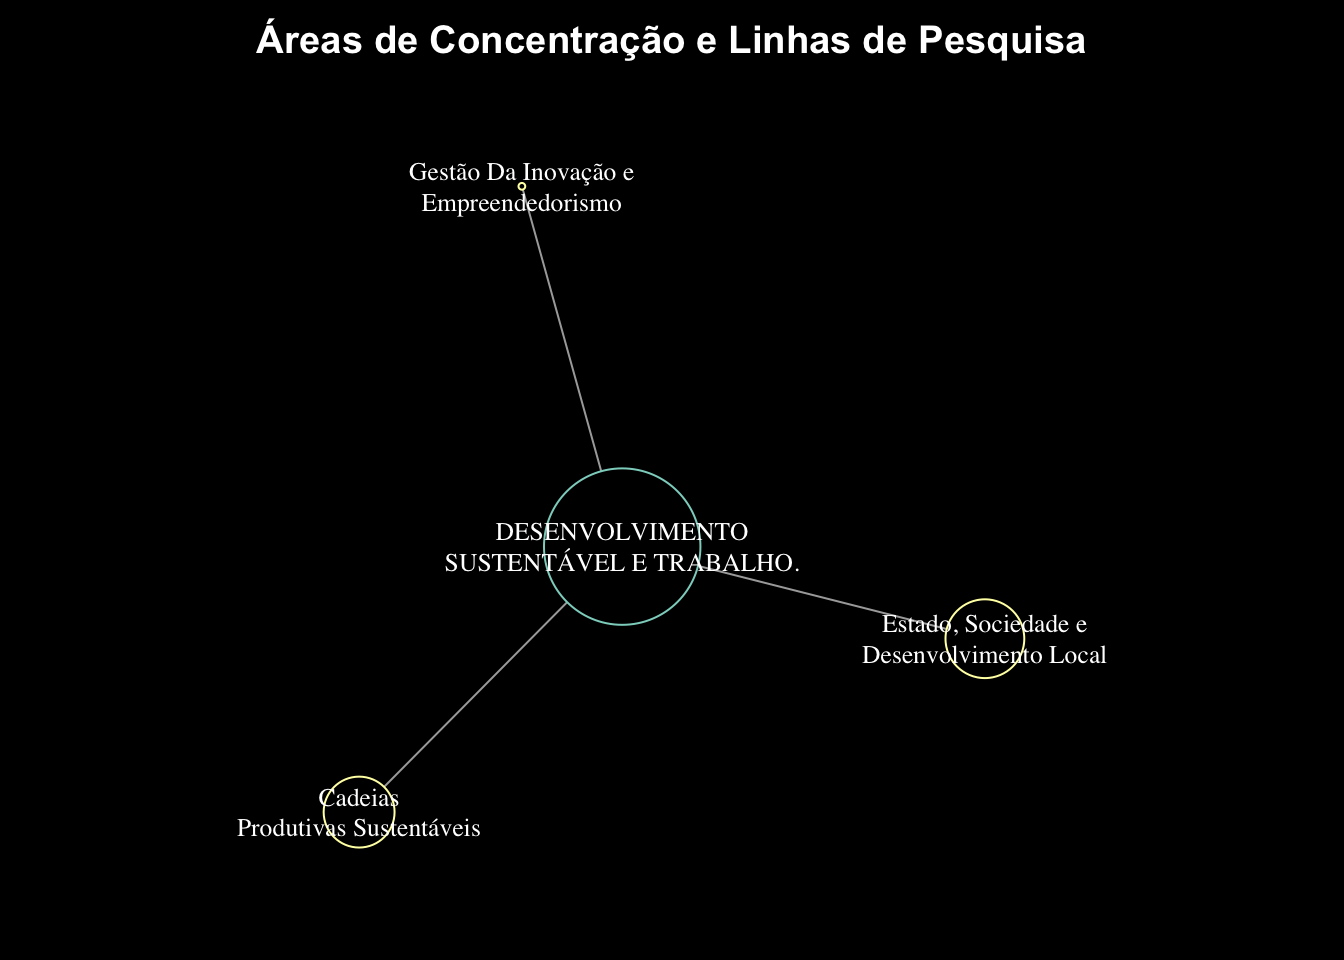 Áreas de Concentração e Linhas de Pesquisa
Gestão Da Inovação e
Empreendedorismo
DESENVOLVIMENTO
SUSTENTÁVEL E TRABALHO.
Estado, Sociedade e
Desenvolvimento Local
Cadeias
Produtivas Sustentáveis